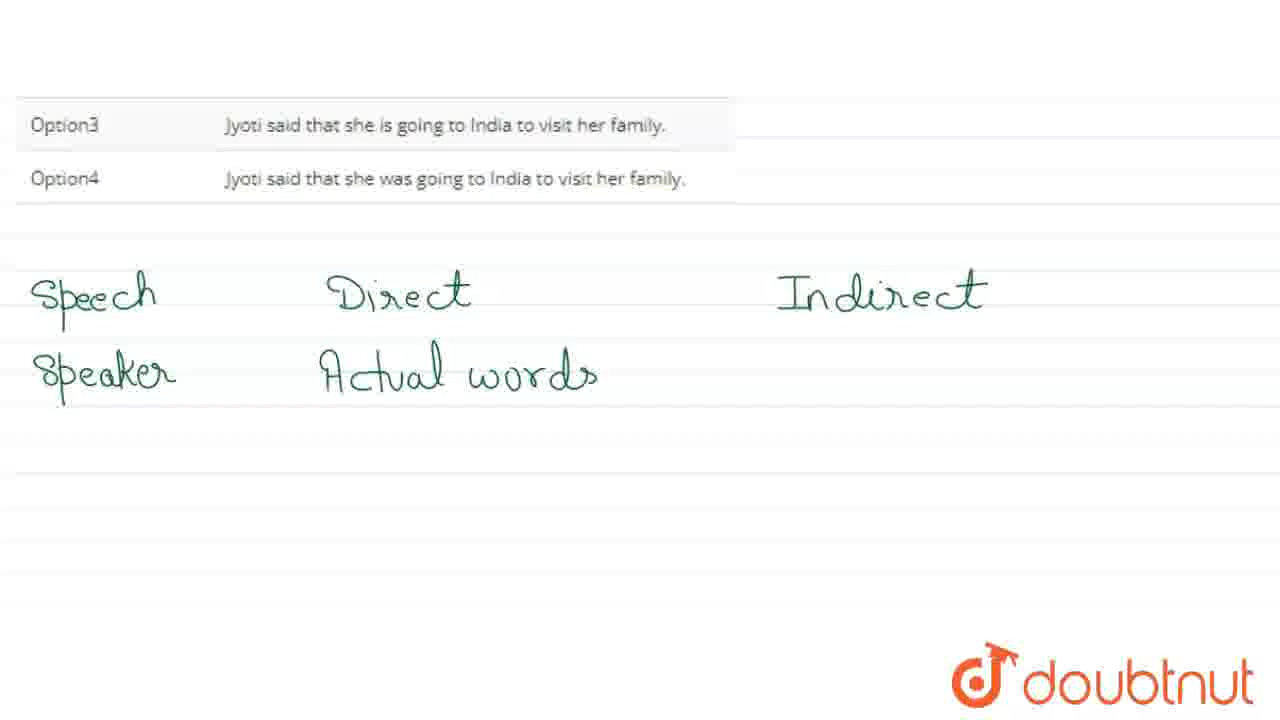 Option3 Jyoti said that she is going to India to visit her family.
Option4 Jyoti said that she was going to India to visit her family.
Speech Direct Indirect
Speaker Actual words
doubtnut